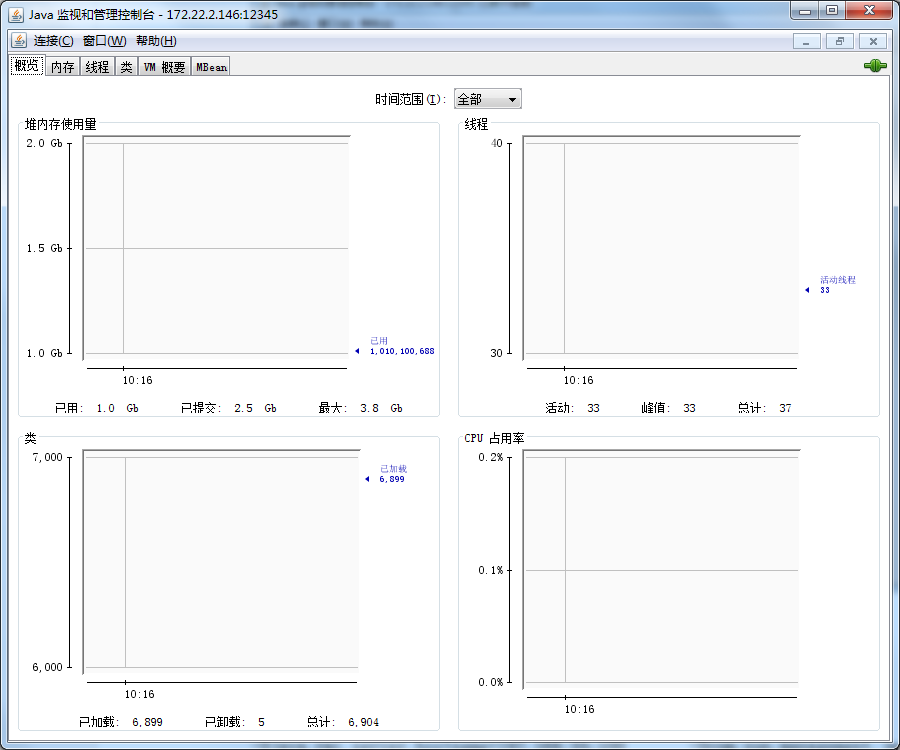 Java 监视和管理控制台 - 172.22.2.146:12345
连接(C) 窗口(W) 帮助(H)
概览 内存 线程 类 VM 概要 MBean
时间范围(I): 全部
堆内存使用量
2.0 Gb
1.5 Gb
1.0 Gb
已用
1,010,100,688
10:16
已用: 1.0 Gb 已提交: 2.5 Gb 最大: 3.8 Gb
线程
40
30
活动线程
33
10:16
活动: 33 峰值: 33 总计: 37
类
7,000
6,000
已加载
6,899
10:16
已加载: 6,899 已卸载: 5 总计: 6,904
CPU 占用率
0.2%
0.1%
0.0%
10:16